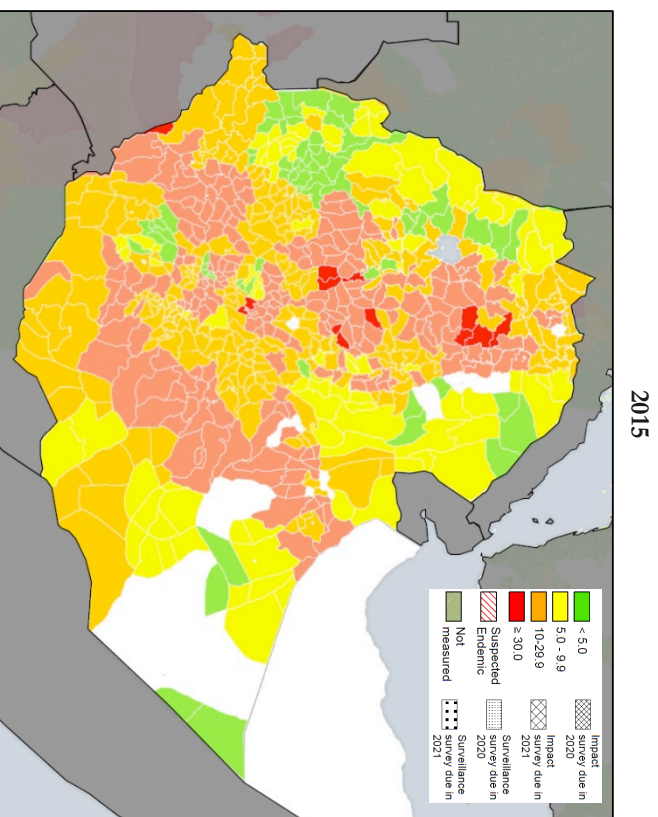 2015
< 5.0
5.0 - 9.9
10-29.9
≥ 30.0
Suspected
Endemic
Not
measured
Impact
survey due in
2020
Impact
survey due in
2021
Surveillance
survey due in
2020
Surveillance
survey due in
2021